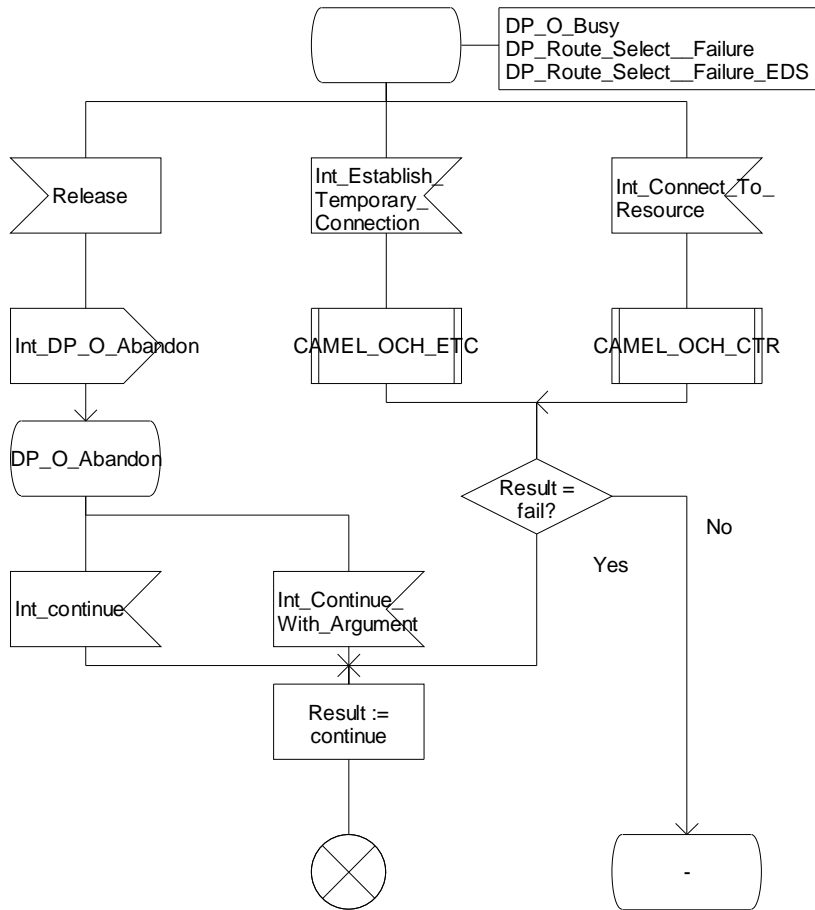 DP_O_Busy
DP_Route_Select__Failure
DP_Route_Select__Failure_EDS
Release
Int_Establish_
Temporary_
Connection
Int_Connect_To_
Resource
Int_DP_O_Abandon
CAMEL_OCH_ETC
CAMEL_OCH_CTR
DP_O_Abandon
Result =
fail?
No
Yes
Int_continue
Int_Continue_
With_Argument
Result :=
continue
-